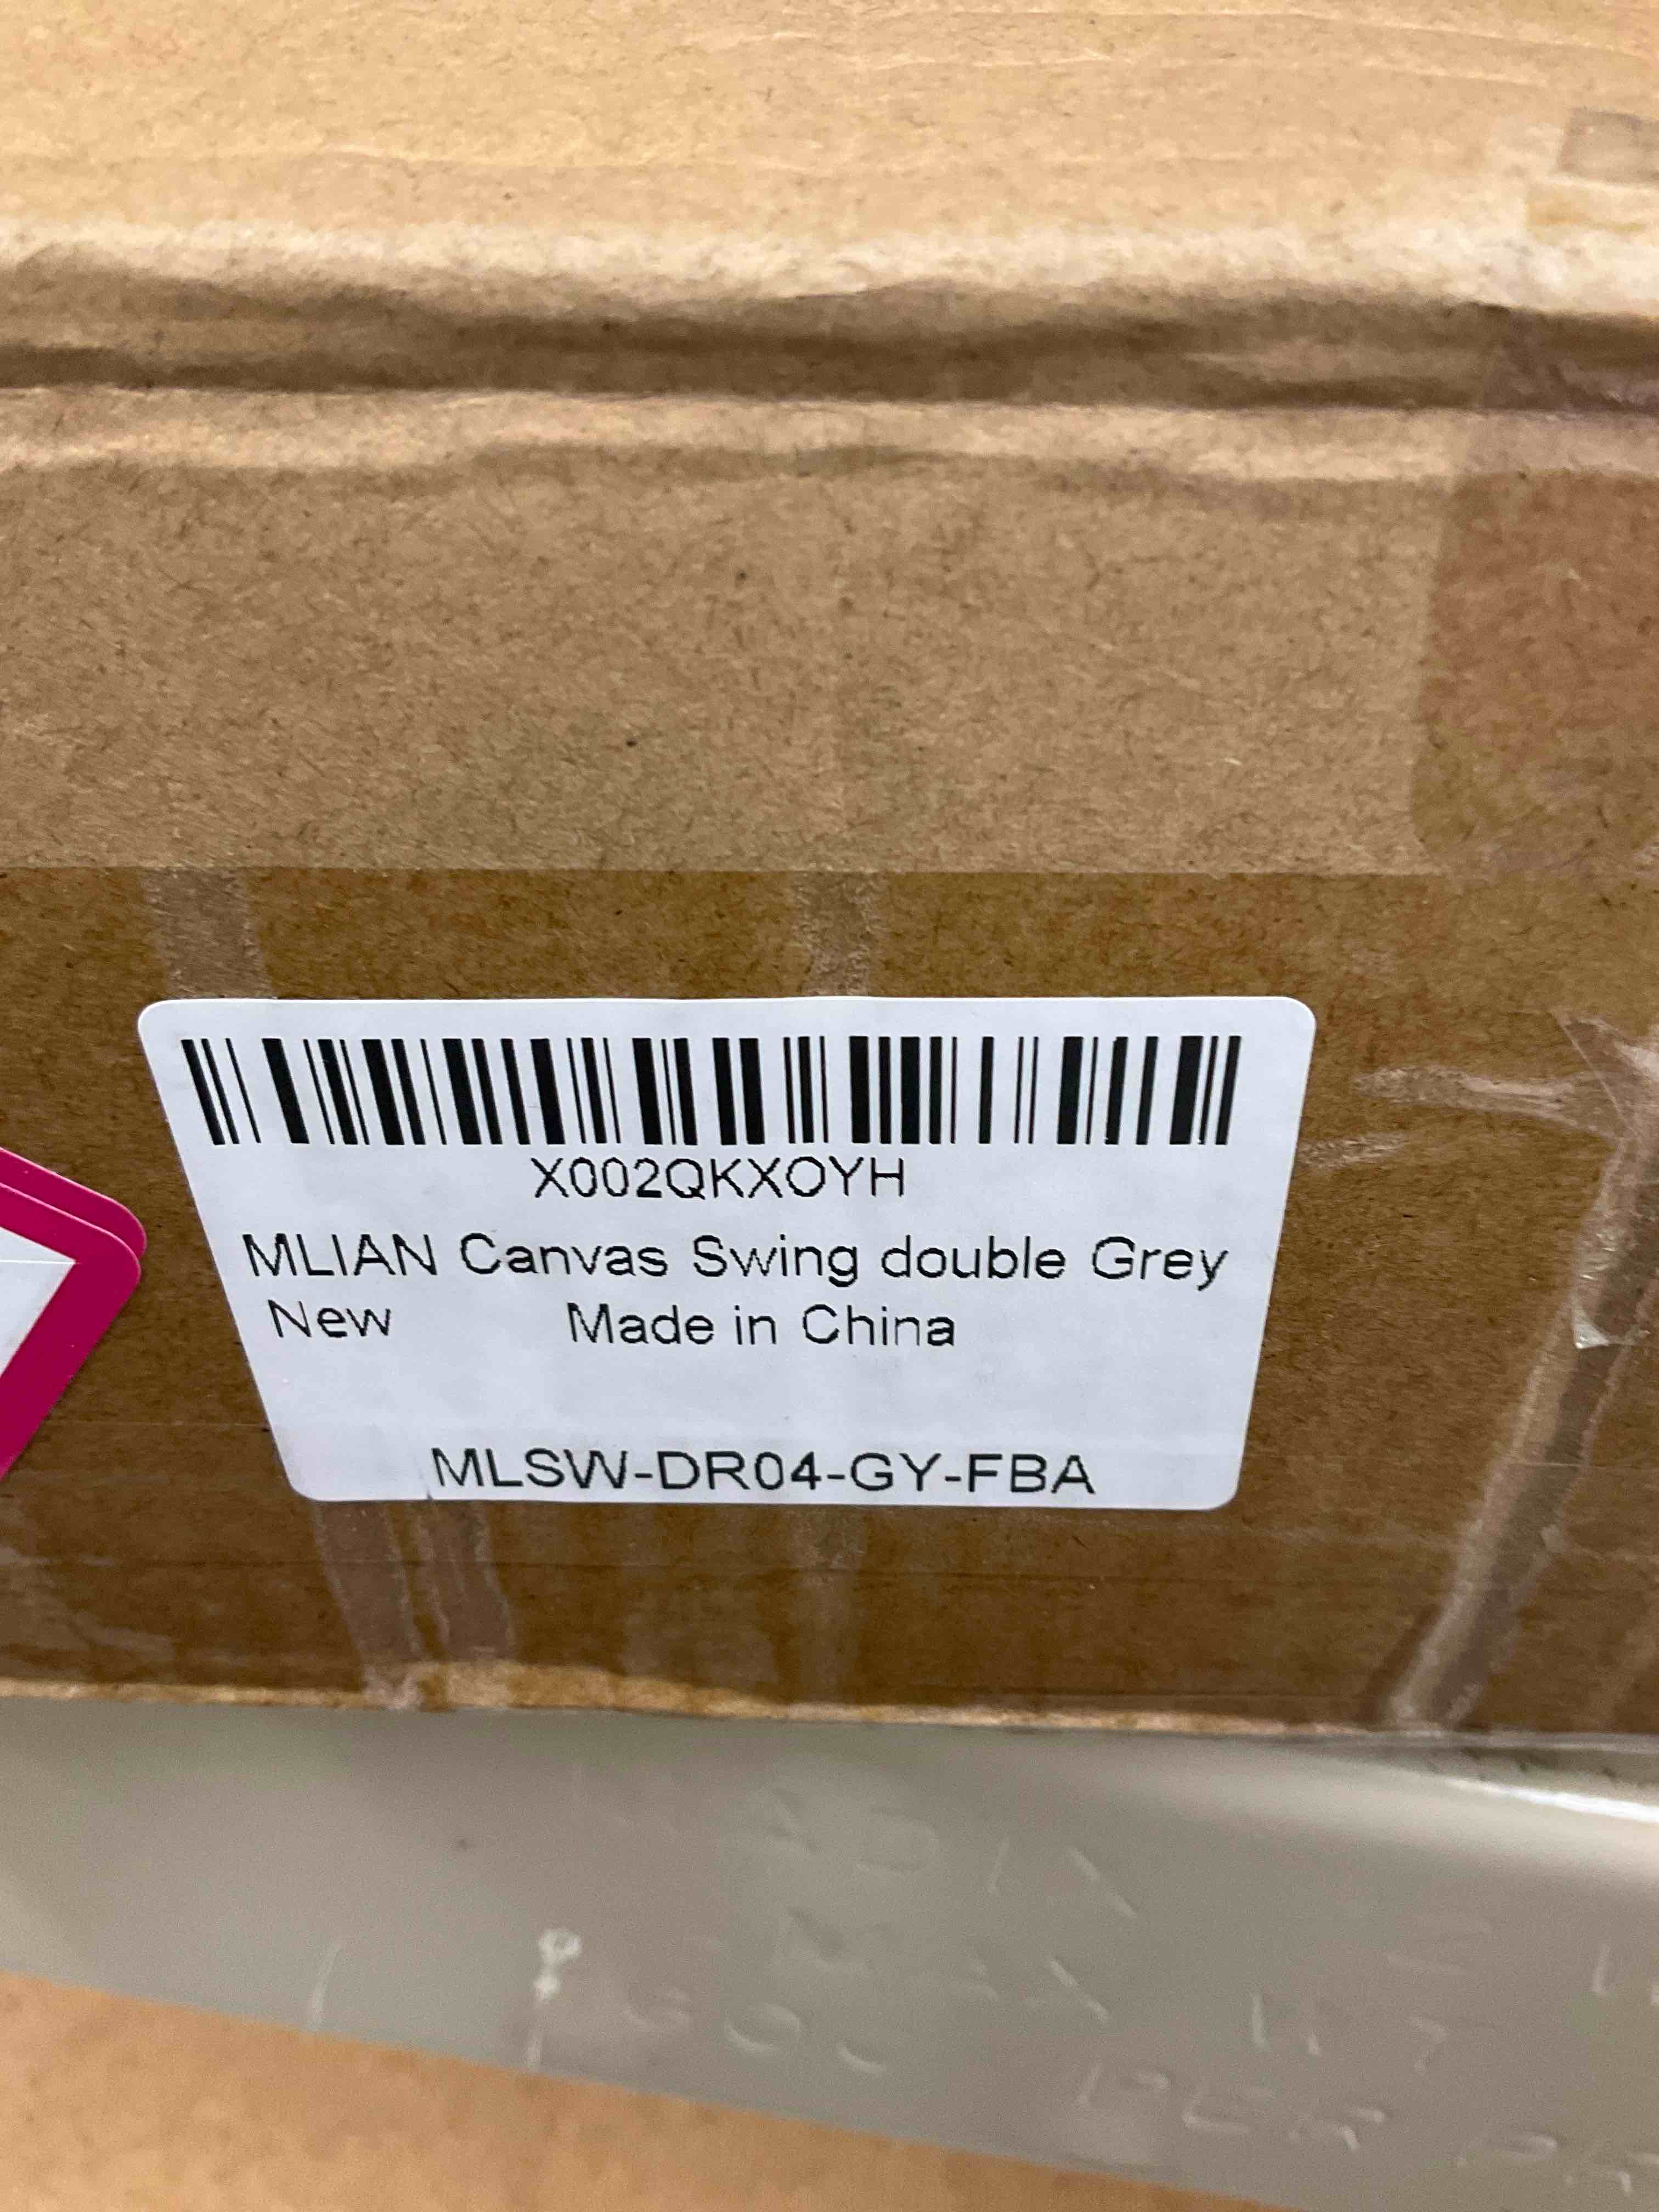 X002QKXOYH
MLIAN Canvas Swing double Grey
New Made in China
MLSW-DR04-GY-FBA